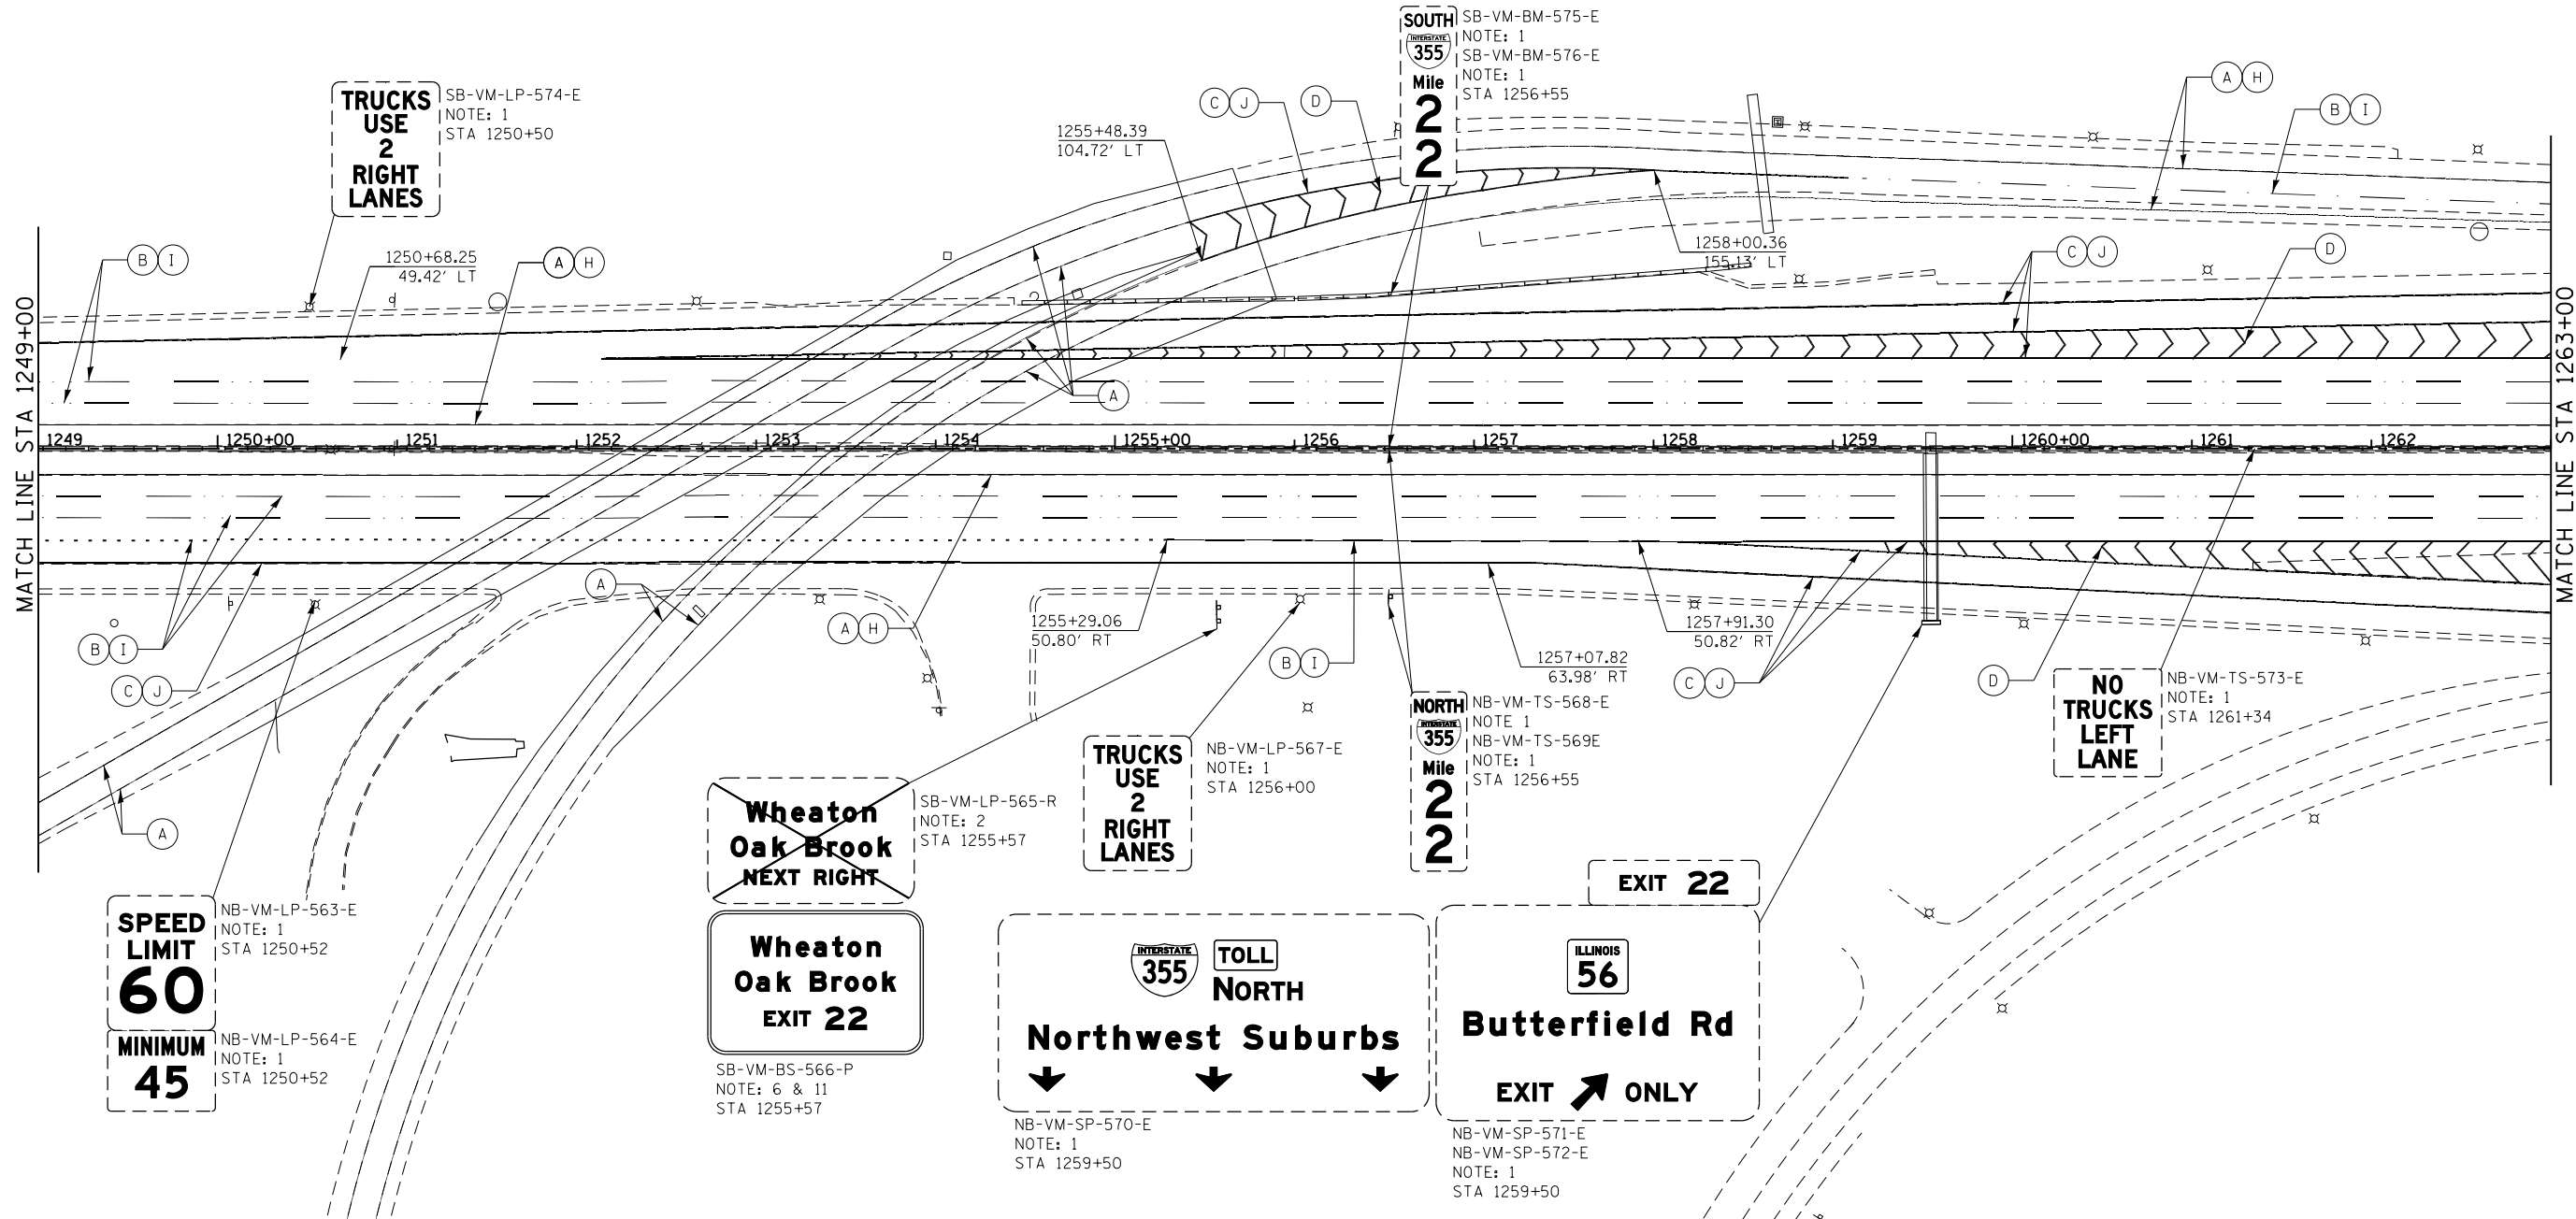 SOUTH
INTERSTATE
355
Mile
2
2
SB-VM-BM-575-E
NOTE: 1
SB-VM-BM-576-E
NOTE: 1
STA 1256+55
TRUCKS
USE
2
RIGHT
LANES
SB-VM-LP-574-E
NOTE: 1
STA 1250+50
C J
D
A H
B I
1255+48.39
104.72' LT
B I
1250+68.25
49.42' LT
A H
1258+00.36
155.13' LT
C J
D
A
MATCH LINE STA 1249+00
MATCH LINE STA 1263+00
1249
1250+00
1251
1252
1253
1254
1255+00
1256
1257
1258
1259
1260+00
1261
1262
A
B I
C J
A H
1255+29.06
50.80' RT
B I
1257+07.82
63.98' RT
1257+91.30
50.82' RT
C J
D
A
NO
TRUCKS
LEFT
LANE
NB-VM-TS-573-E
NOTE: 1
STA 1261+34
NORTH
INTERSTATE
355
Mile
2
2
NB-VM-TS-568-E
NOTE 1
NB-VM-TS-569E
NOTE: 1
STA 1256+55
TRUCKS
USE
2
RIGHT
LANES
NB-VM-LP-567-E
NOTE: 1
STA 1256+00
Wheaton
Oak Brook
NEXT RIGHT
SB-VM-LP-565-R
NOTE: 2
STA 1255+57
Wheaton
Oak Brook
EXIT 22
SB-VM-BS-566-P
NOTE: 6 & 11
STA 1255+57
SPEED
LIMIT
60
NB-VM-LP-563-E
NOTE: 1
STA 1250+52
MINIMUM
45
NB-VM-LP-564-E
NOTE: 1
STA 1250+52
INTERSTATE
355
TOLL
NORTH
Northwest Suburbs
NB-VM-SP-570-E
NOTE: 1
STA 1259+50
EXIT 22
ILLINOIS
56
Butterfield Rd
EXIT ONLY
NB-VM-SP-571-E
NB-VM-SP-572-E
NOTE: 1
STA 1259+50